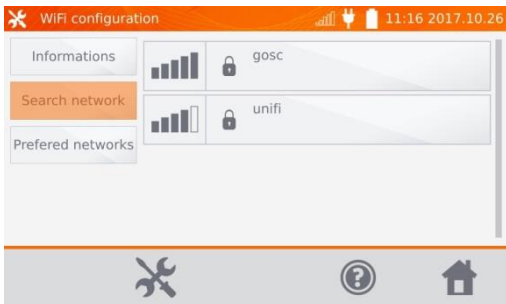 WiFi configuration 11:16 2017.10.26
Informations
gosc
Search network
unifi
Prefered networks
?